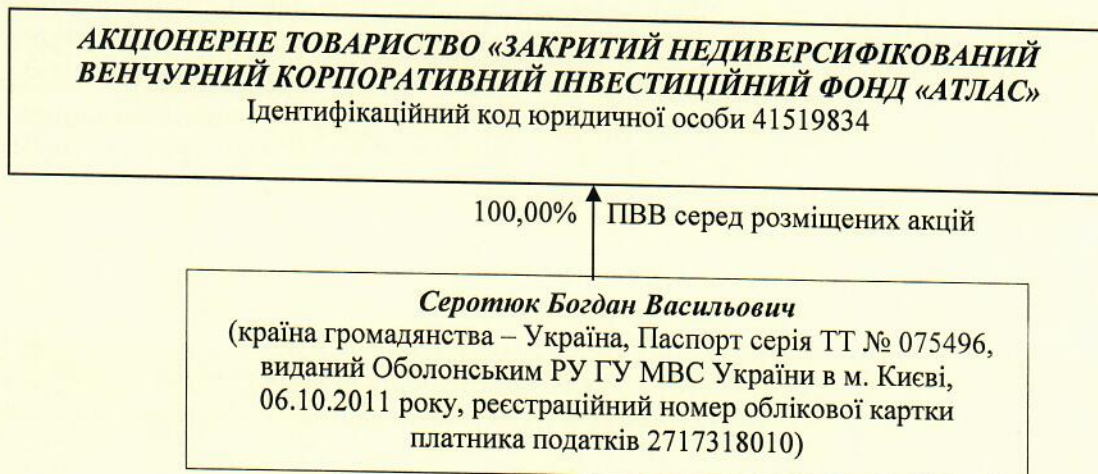 АКЦІОНЕРНЕ ТОВАРИСТВО «ЗАКРИТИЙ НЕДИВЕРСИФІКОВАНИЙ
ВЕНЧУРНИЙ КОРПОРАТИВНИЙ ІНВЕСТИЦІЙНИЙ ФОНД «АТЛАС»
Ідентифікаційний код юридичної особи 41519834
100,00% ПВВ серед розміщених акцій
Серотюк Богдан Васильович
(країна громадянства – Україна, Паспорт серія ТТ № 075496,
виданий Оболонським РУ ГУ МВС України в м. Києві,
06.10.2011 року, реєстраційний номер облікової картки
платника податків 2717318010)